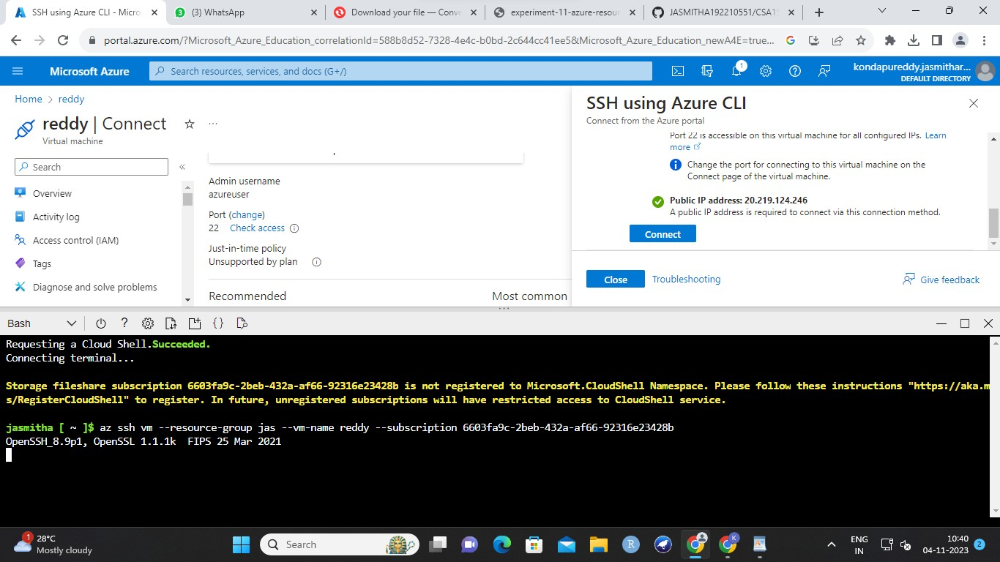 SSH using Azure CLI - Micro
(3) WhatsApp
Download your file — Conve
experiment-11-azure-resour
JASMITHA192210551/CSA1
portal.azure.com/?Microsoft_Azure_Education_correlationId=588b8d52-7328-4e4c-b0bd-2c644cc41ee5&Microsoft_Azure_Education_newA4E=true...
Microsoft Azure
Search resources, services, and docs (G+/)
1
kondapureddy.jasmithar...
DEFAULT DIRECTORY
Home > reddy
reddy | Connect
Virtual machine
Search
Overview
Activity log
Access control (IAM)
Tags
Diagnose and solve problems
Admin username
azureuser
Port (change)
22 Check access
Just-in-time policy
Unsupported by plan
Recommended
Most common
SSH using Azure CLI
Connect from the Azure portal
Port 22 is accessible on this virtual machine for all configured IPs. Learn
more
Change the port for connecting to this virtual machine on the
Connect page of the virtual machine.
Public IP address: 20.219.124.246
A public IP address is required to connect via this connection method.
Connect
Close
Troubleshooting
Give feedback
Bash
Requesting a Cloud Shell.Succeeded.
Connecting terminal...
Storage fileshare subscription 6603fa9c-2beb-432a-af66-92316e23428b is not registered to Microsoft.CloudShell Namespace. Please follow these instructions "https://aka.m
s/RegisterCloudShell" to register. In future, unregistered subscriptions will have restricted access to CloudShell service.
jasmitha [ ~ ]$ az ssh vm --resource-group jas --vm-name reddy --subscription 6603fa9c-2beb-432a-af66-92316e23428b
OpenSSH_8.9p1, OpenSSL 1.1.1k  FIPS 25 Mar 2021
1
28°C
Mostly cloudy
Search
ENG
IN
10:40
04-11-2023
2